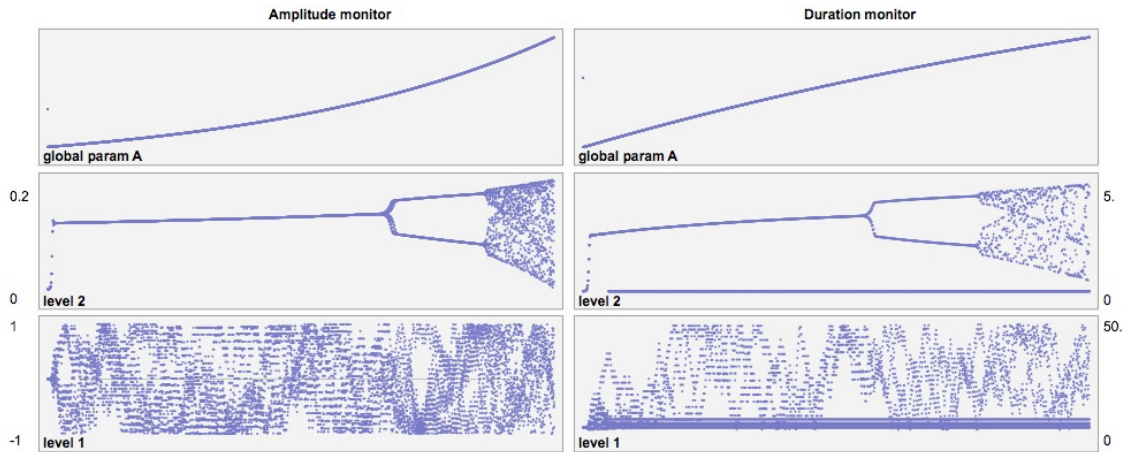 Amplitude monitor
Duration monitor
global param A
global param A
0.2
5.
0
level 2
level 2
0
1
50.
-1
level 1
level 1
0